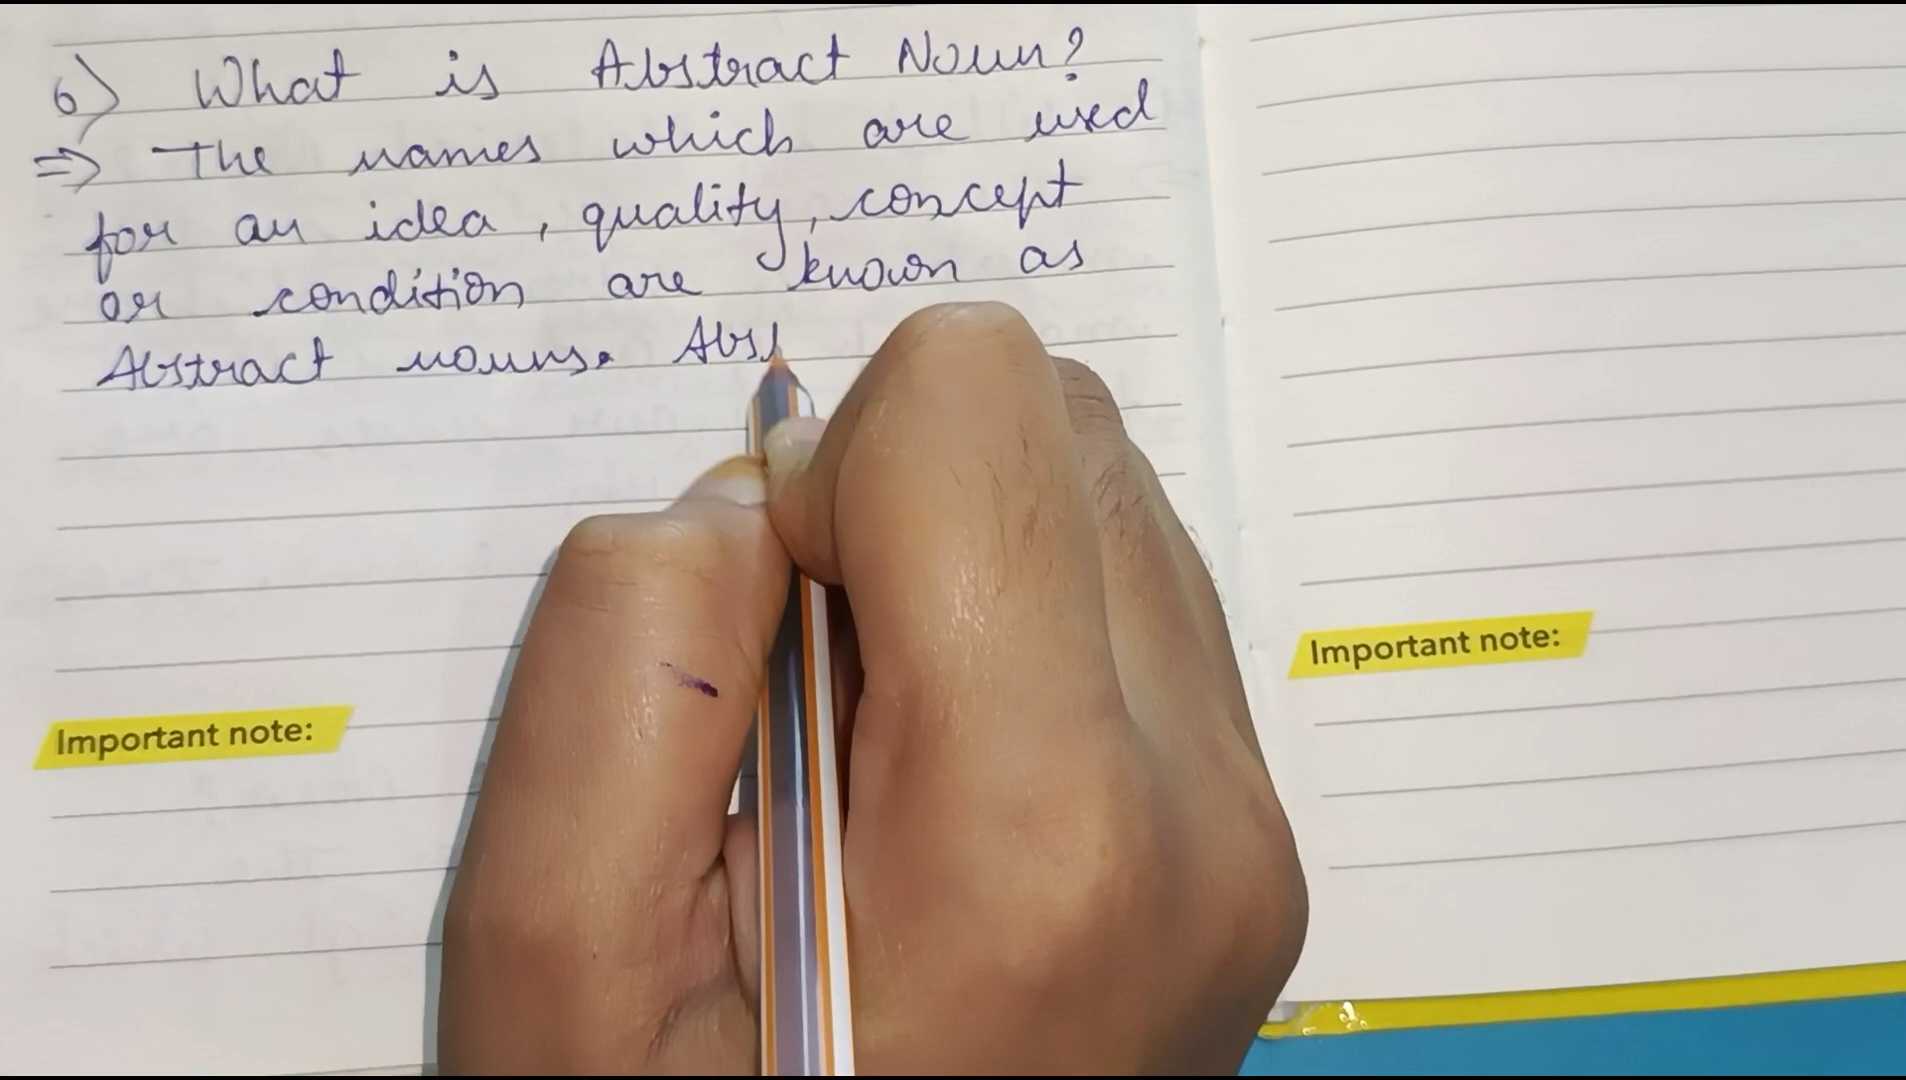 6) What is Abstract Noun?
⇒ The names which are used
for an idea, quality, concept
or condition are known as
Abstract nouns. Abs
Important note:
Important note: